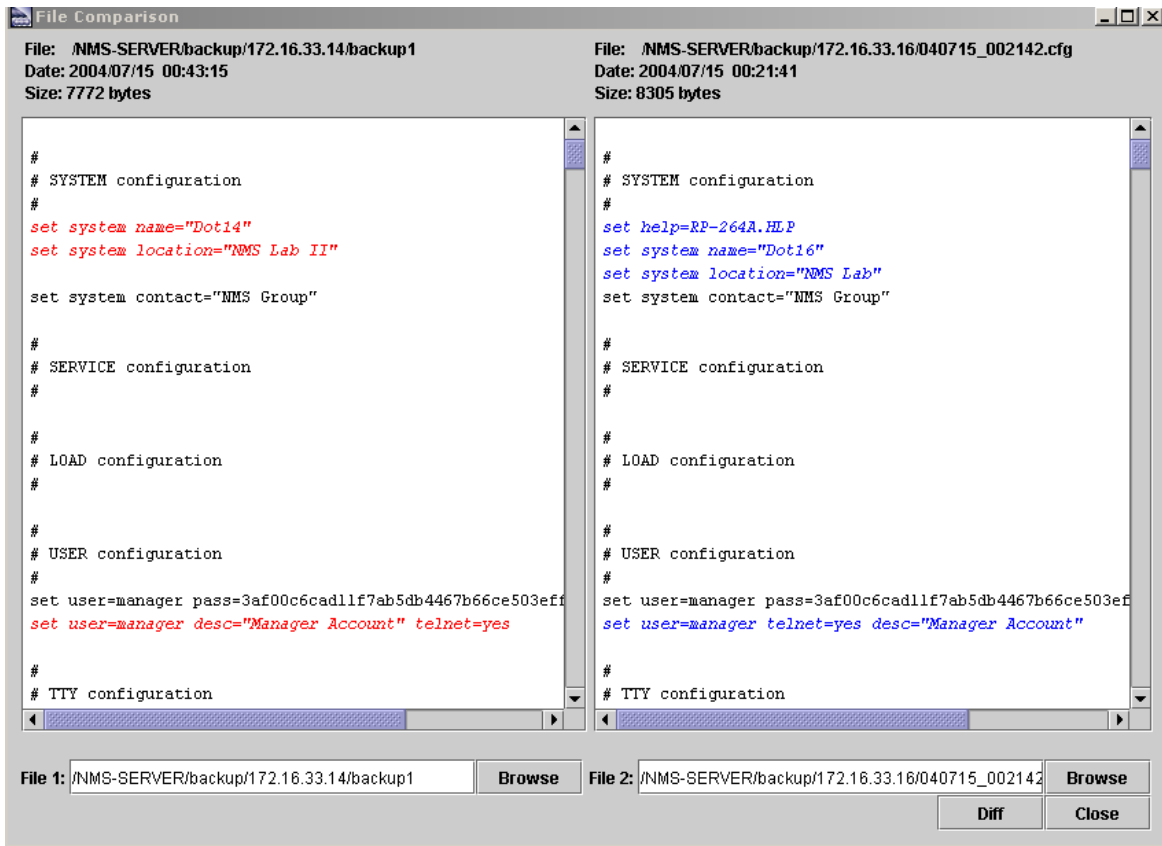 File Comparison
File: /NMS-SERVER/backup/172.16.33.14/backup1
Date: 2004/07/15 00:43:15
Size: 7772 bytes
#
# SYSTEM configuration
#
set system name="Dot14"
set system location="NMS Lab II"
set system contact="NMS Group"
#
# SERVICE configuration
#
#
# LOAD configuration
#
#
# USER configuration
#
set user=manager pass=3af00c6cad11f7ab5db4467b66ce503eff
set user=manager desc="Manager Account" telnet=yes
#
# TTY configuration
File: /NMS-SERVER/backup/172.16.33.16/040715_002142.cfg
Date: 2004/07/15 00:21:41
Size: 8305 bytes
#
# SYSTEM configuration
#
set help=RP-264A.HLP
set system name="Dot16"
set system location="NMS Lab"
set system contact="NMS Group"
#
# SERVICE configuration
#
#
# LOAD configuration
#
#
# USER configuration
#
set user=manager pass=3af00c6cad11f7ab5db4467b66ce503ef
set user=manager telnet=yes desc="Manager Account"
#
# TTY configuration
File 1: /NMS-SERVER/backup/172.16.33.14/backup1 Browse
File 2: /NMS-SERVER/backup/172.16.33.16/040715_002142 Browse
Diff Close